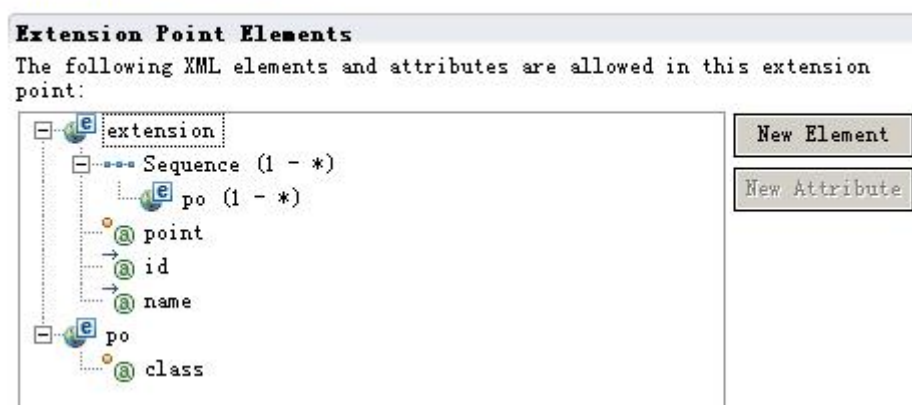 Extension Point Elements
The following XML elements and attributes are allowed in this extension
point:
extension
New Element
Sequence (1 - *)
po (1 - *)
New Attribute
point
id
name
po
class